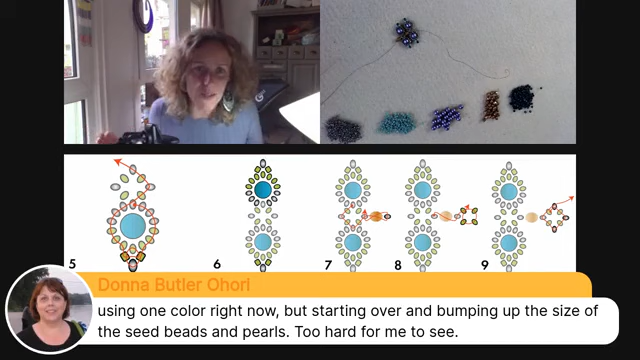 5
6
7
8
9
Donna Butler Ohori
using one color right now, but starting over and bumping up the size of
the seed beads and pearls. Too hard for me to see.